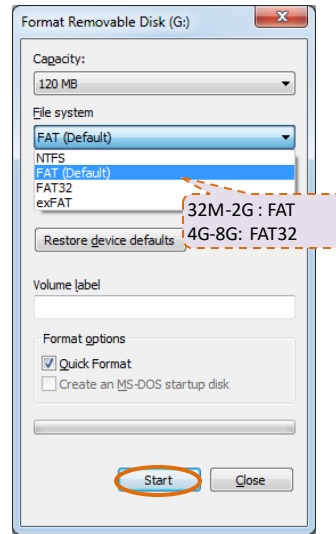 Format Removable Disk (G:)
Capacity:
120 MB
File system
FAT (Default)
NTFS
FAT (Default)
FAT32
exFAT
32M-2G : FAT
4G-8G: FAT32
Restore device defaults
Volume label
Format options
Quick Format
Create an MS-DOS startup disk
Start
Close